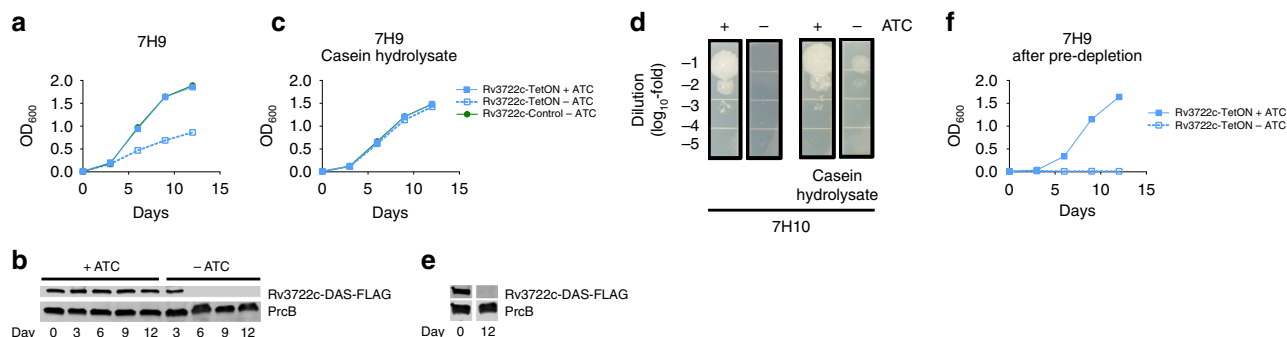 a
7H9
OD600
2.0
1.5
1.0
0.5
0
0 5 10 15
Days
c
7H9
Casein hydrolysate
OD600
2.0
1.5
1.0
0.5
0
0 5 10 15
Days
Rv3722c-TetON + ATC
Rv3722c-TetON – ATC
Rv3722c-Control – ATC
d
+ – + – ATC
Dilution
(log10-fold)
–1
–2
–3
–4
–5
Casein
hydrolysate
7H10
f
7H9
after pre-depletion
OD600
2.0
1.5
1.0
0.5
0
0 5 10 15
Days
Rv3722c-TetON + ATC
Rv3722c-TetON – ATC
b
+ ATC – ATC
Rv3722c-DAS-FLAG
PrcB
Day 0 3 6 9 12 3 6 9 12
e
Rv3722c-DAS-FLAG
PrcB
Day 0 12